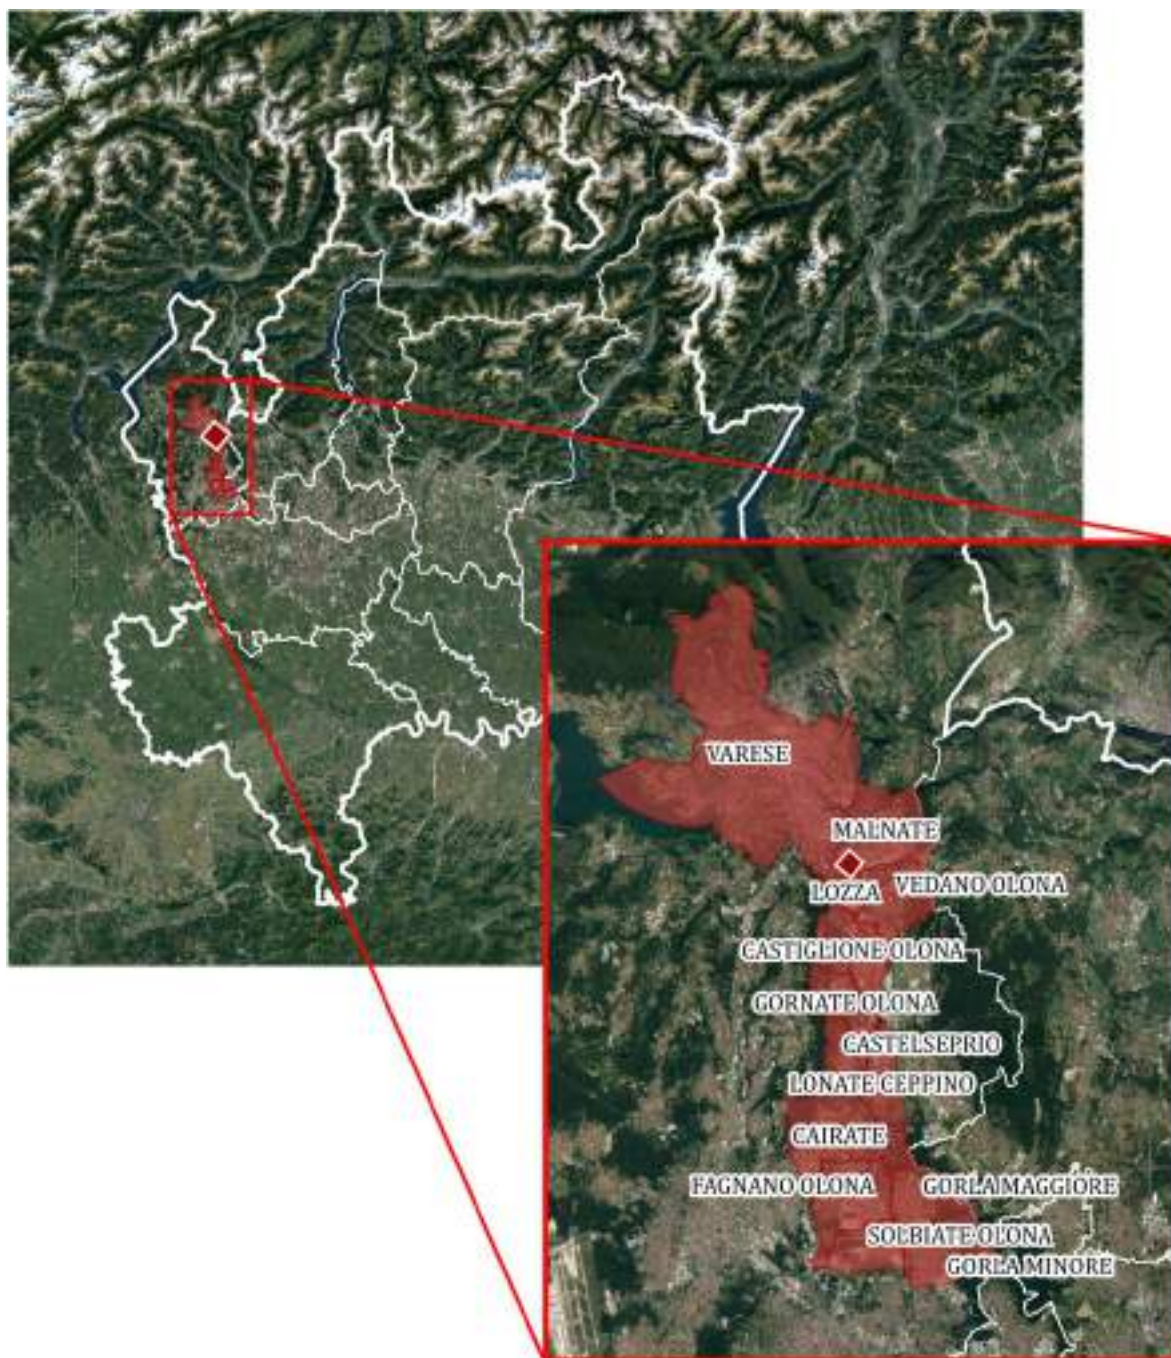 VARESE
MALNATE
LOZZA
VEDANO OLONA
CASTIGLIONE OLONA
GORNATE OLONA
CASTELSEPRIO
LONATE CEPPINO
CAIRATE
FAGNANO OLONA
GORLA MAGGIORE
SOLBIATE OLONA
GORLA MINORE